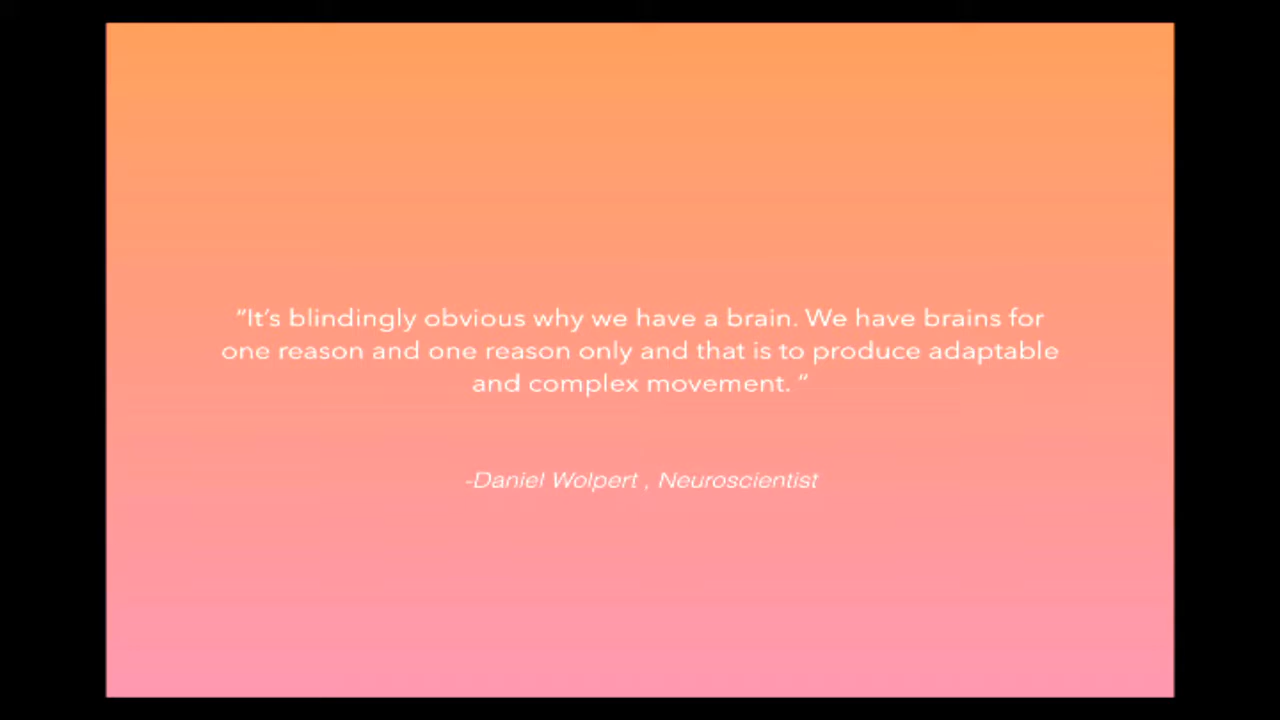 “It’s blindingly obvious why we have a brain. We have brains for
one reason and one reason only and that is to produce adaptable
and complex movement. “
-Daniel Wolpert , Neuroscientist